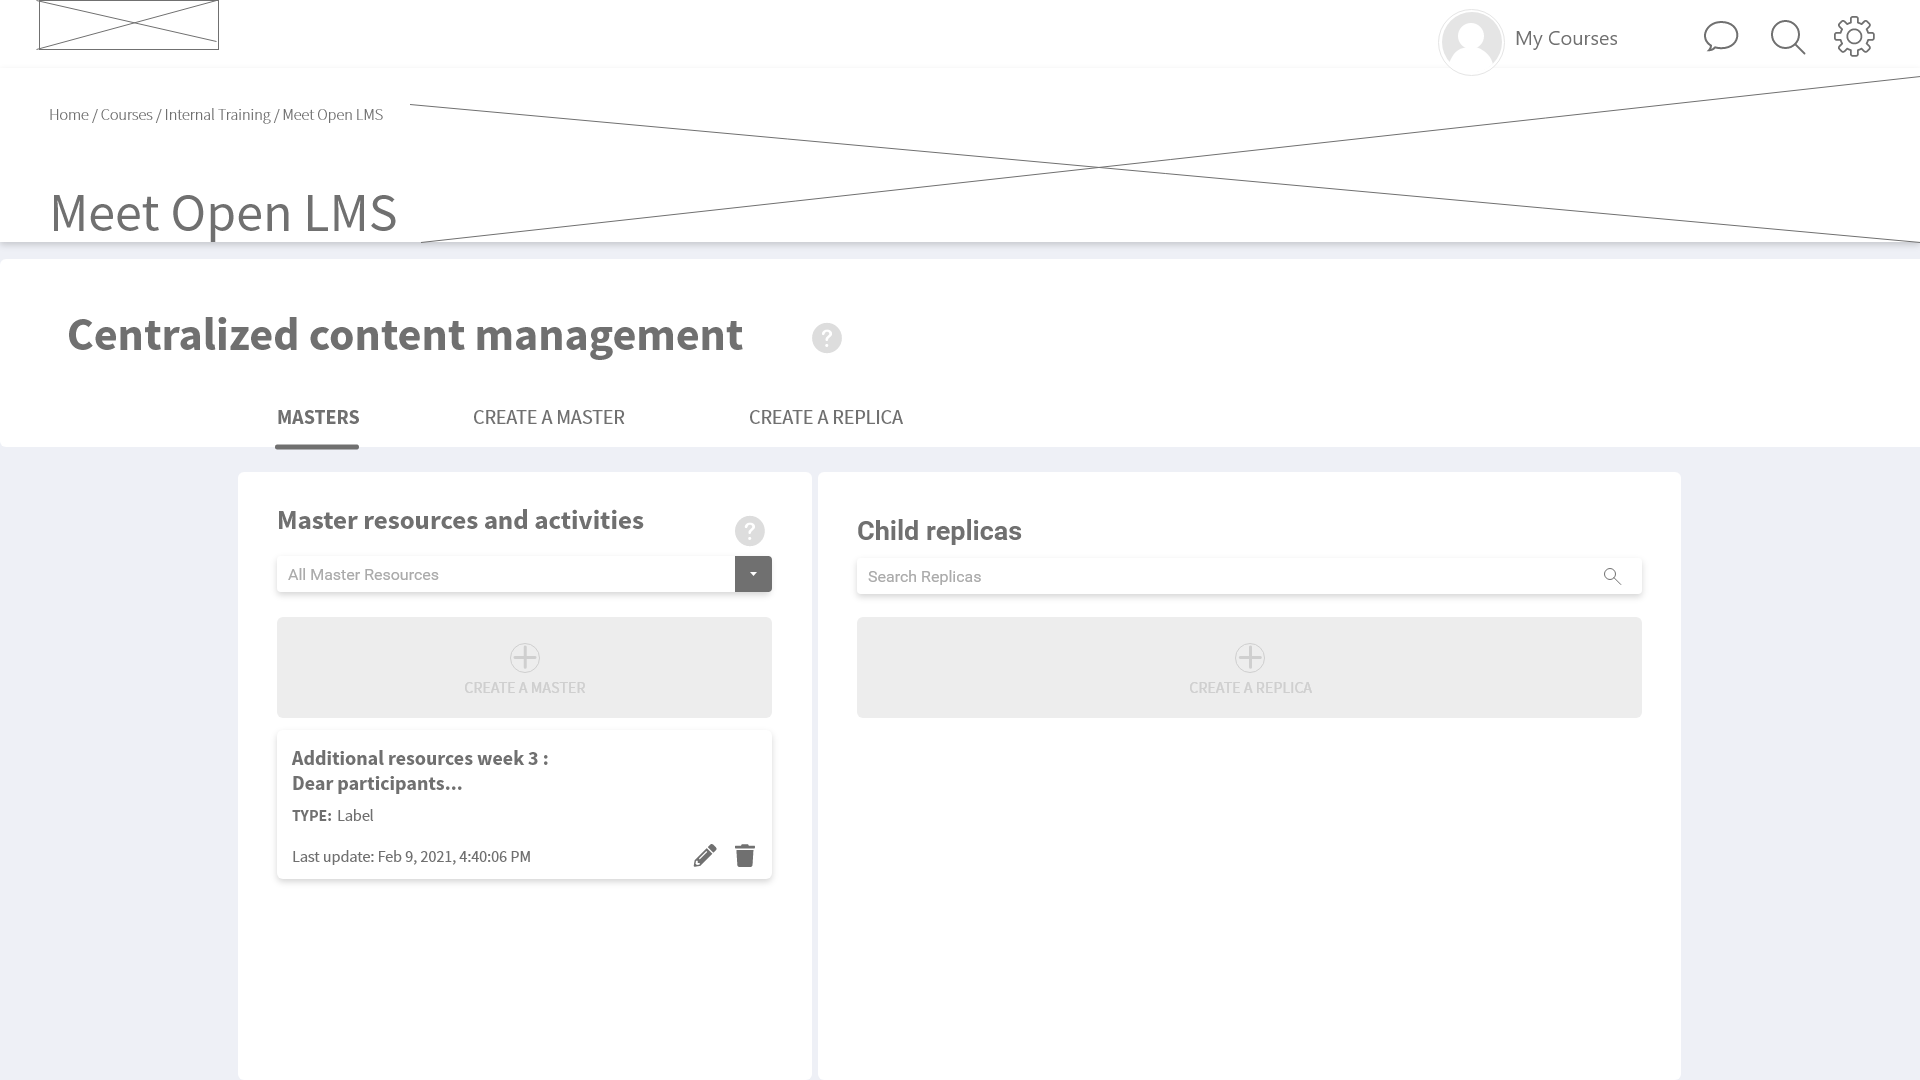 My Courses
Home / Courses / Internal Training / Meet Open LMS
Meet Open LMS
Centralized content management
?
MASTERS
CREATE A MASTER
CREATE A REPLICA
Master resources and activities
?
All Master Resources
CREATE A MASTER
Additional resources week 3 :
Dear participants...
TYPE: Label
Last update: Feb 9, 2021, 4:40:06 PM
Child replicas
Search Replicas
CREATE A REPLICA